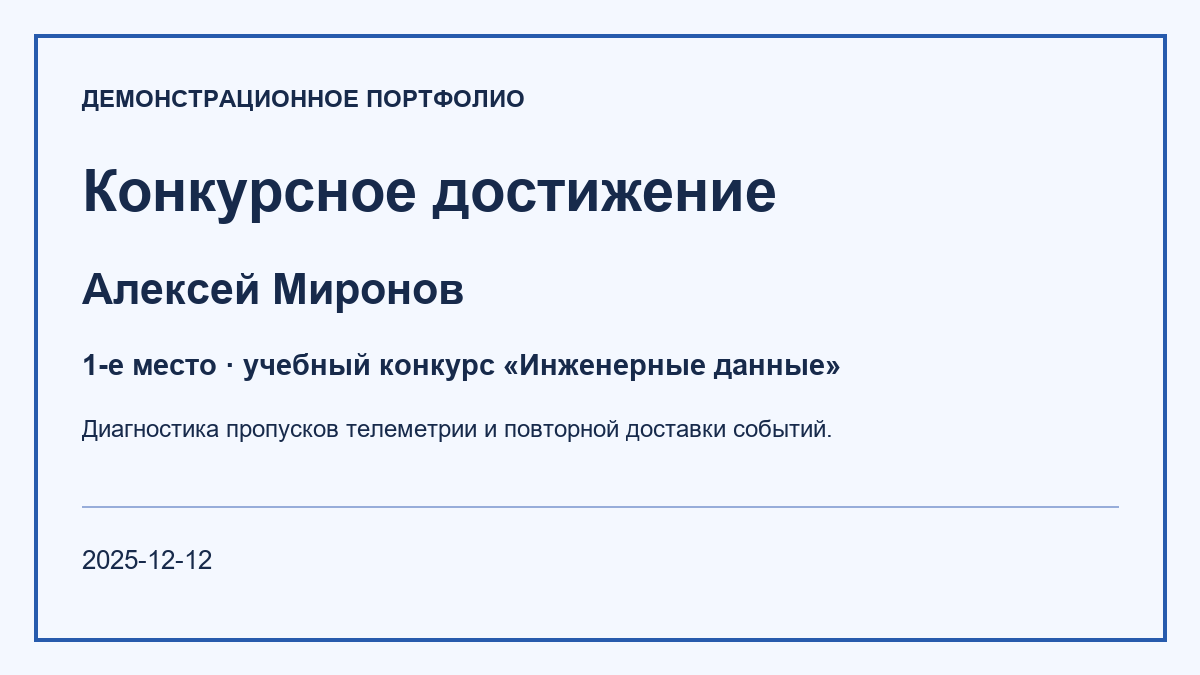 ДЕМОНСТРАЦИОННОЕ ПОРТФОЛИО
Конкурсное достижение
Алексей Миронов
1-е место · учебный конкурс «Инженерные данные»
Диагностика пропусков телеметрии и повторной доставки событий.
2025-12-12